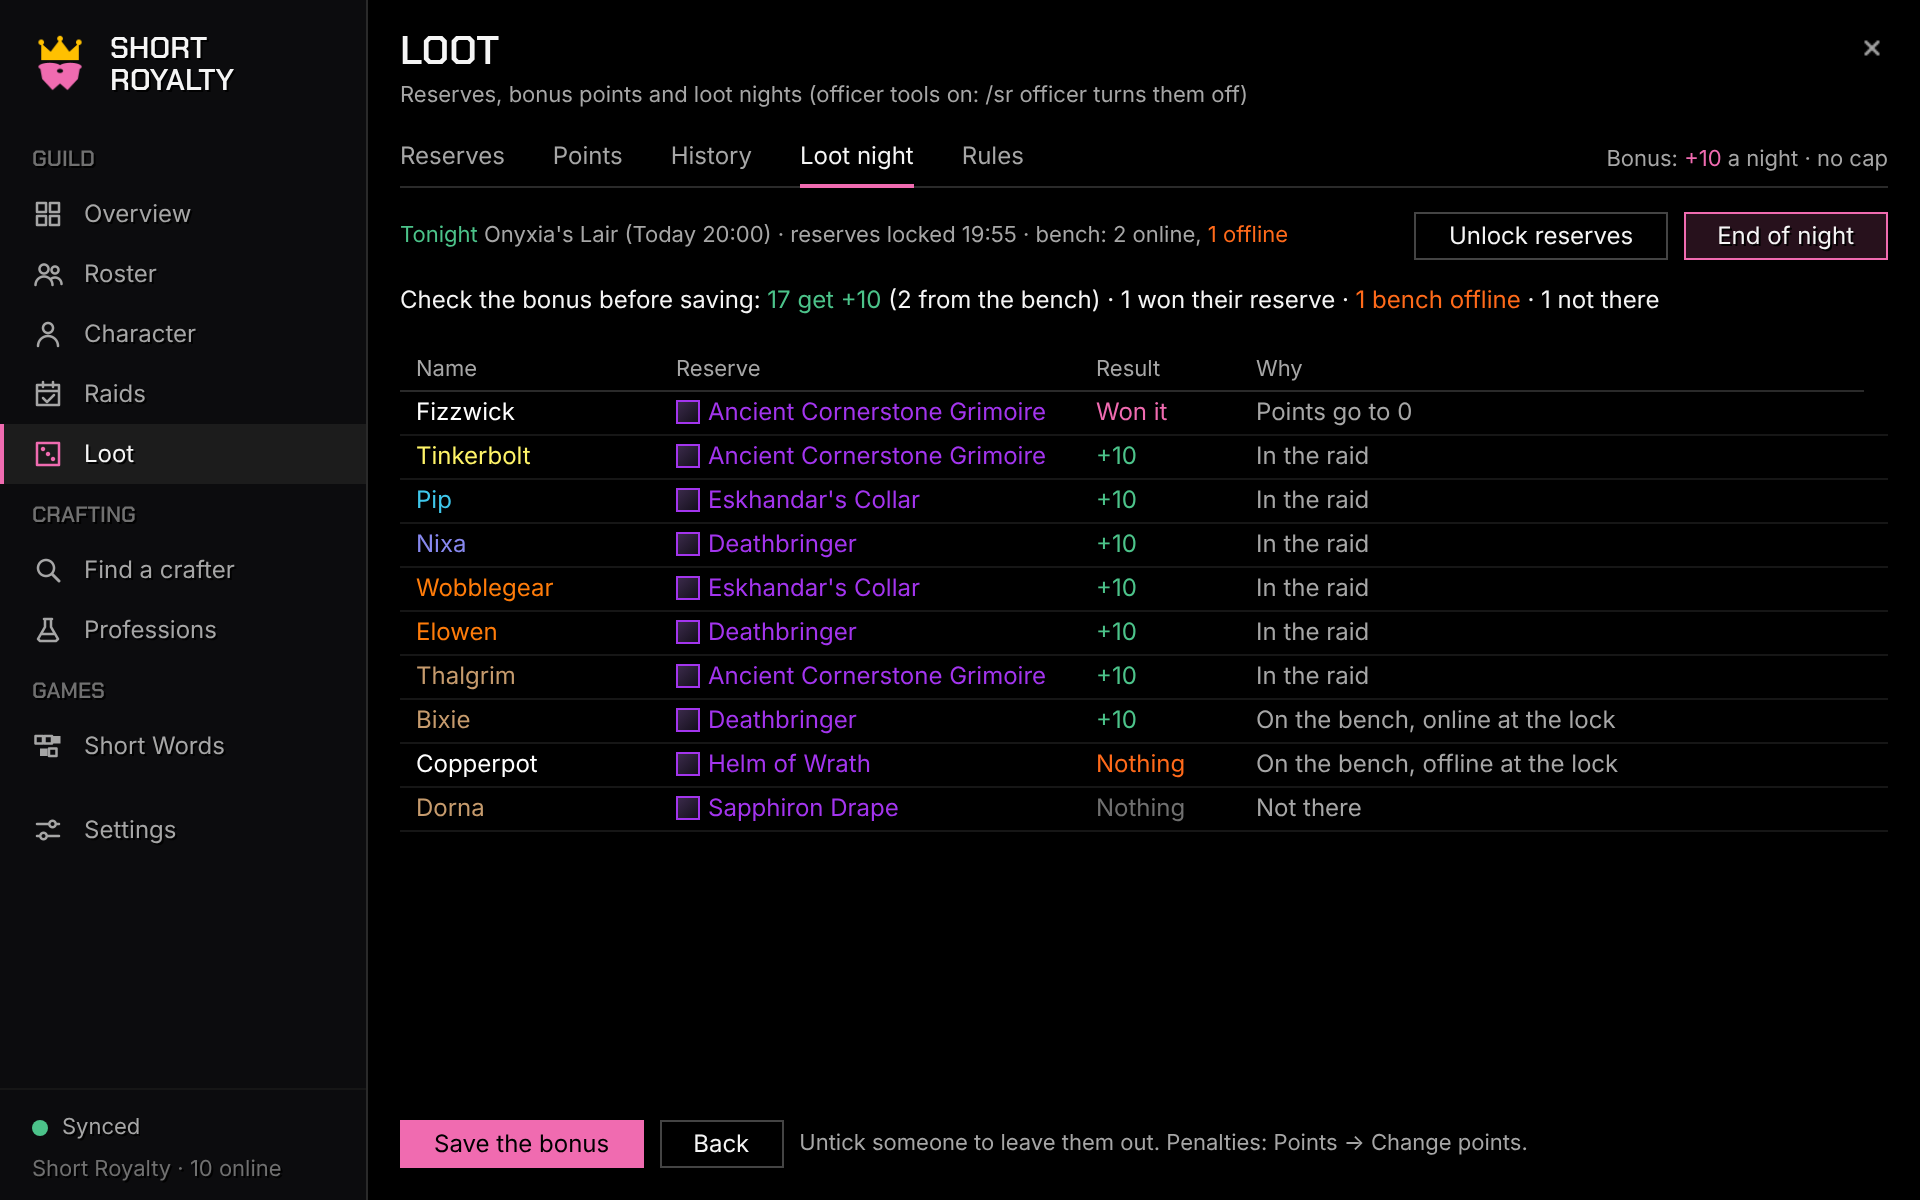 SHORT
ROYALTY
GUILD
Overview
Roster
Character
Raids
Loot
CRAFTING
Find a crafter
Professions
GAMES
Short Words
Settings
Synced
Short Royalty · 10 online
LOOT
Reserves, bonus points and loot nights (officer tools on: /sr officer turns them off)
Reserves Points History Loot night Rules Bonus: +10 a night · no cap
Tonight Onyxia's Lair (Today 20:00) · reserves locked 19:55 · bench: 2 online, 1 offline Unlock reserves End of night
Check the bonus before saving: 17 get +10 (2 from the bench) · 1 won their reserve · 1 bench offline · 1 not there
Name Reserve Result Why
Fizzwick Ancient Cornerstone Grimoire Won it Points go to 0
Tinkerbolt Ancient Cornerstone Grimoire +10 In the raid
Pip Eskhandar's Collar +10 In the raid
Nixa Deathbringer +10 In the raid
Wobblegear Eskhandar's Collar +10 In the raid
Elowen Deathbringer +10 In the raid
Thalgrim Ancient Cornerstone Grimoire +10 In the raid
Bixie Deathbringer +10 On the bench, online at the lock
Copperpot Helm of Wrath Nothing On the bench, offline at the lock
Dorna Sapphiron Drape Nothing Not there
Save the bonus Back Untick someone to leave them out. Penalties: Points → Change points.